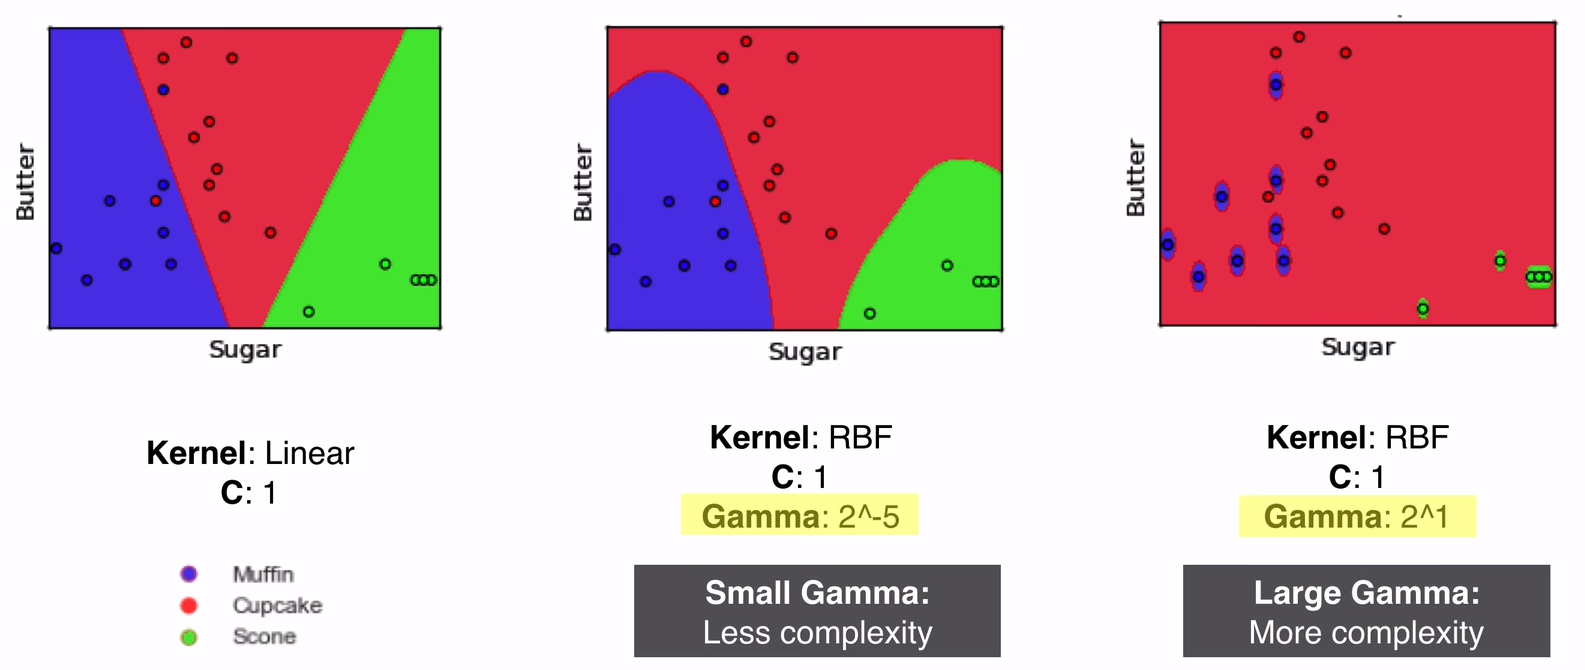 Butter
Sugar
Butter
Sugar
Butter
Sugar
Kernel: Linear
C: 1
Kernel: RBF
C: 1
Gamma: 2^-5
Kernel: RBF
C: 1
Gamma: 2^1
Muffin
Cupcake
Scone
Small Gamma:
Less complexity
Large Gamma:
More complexity